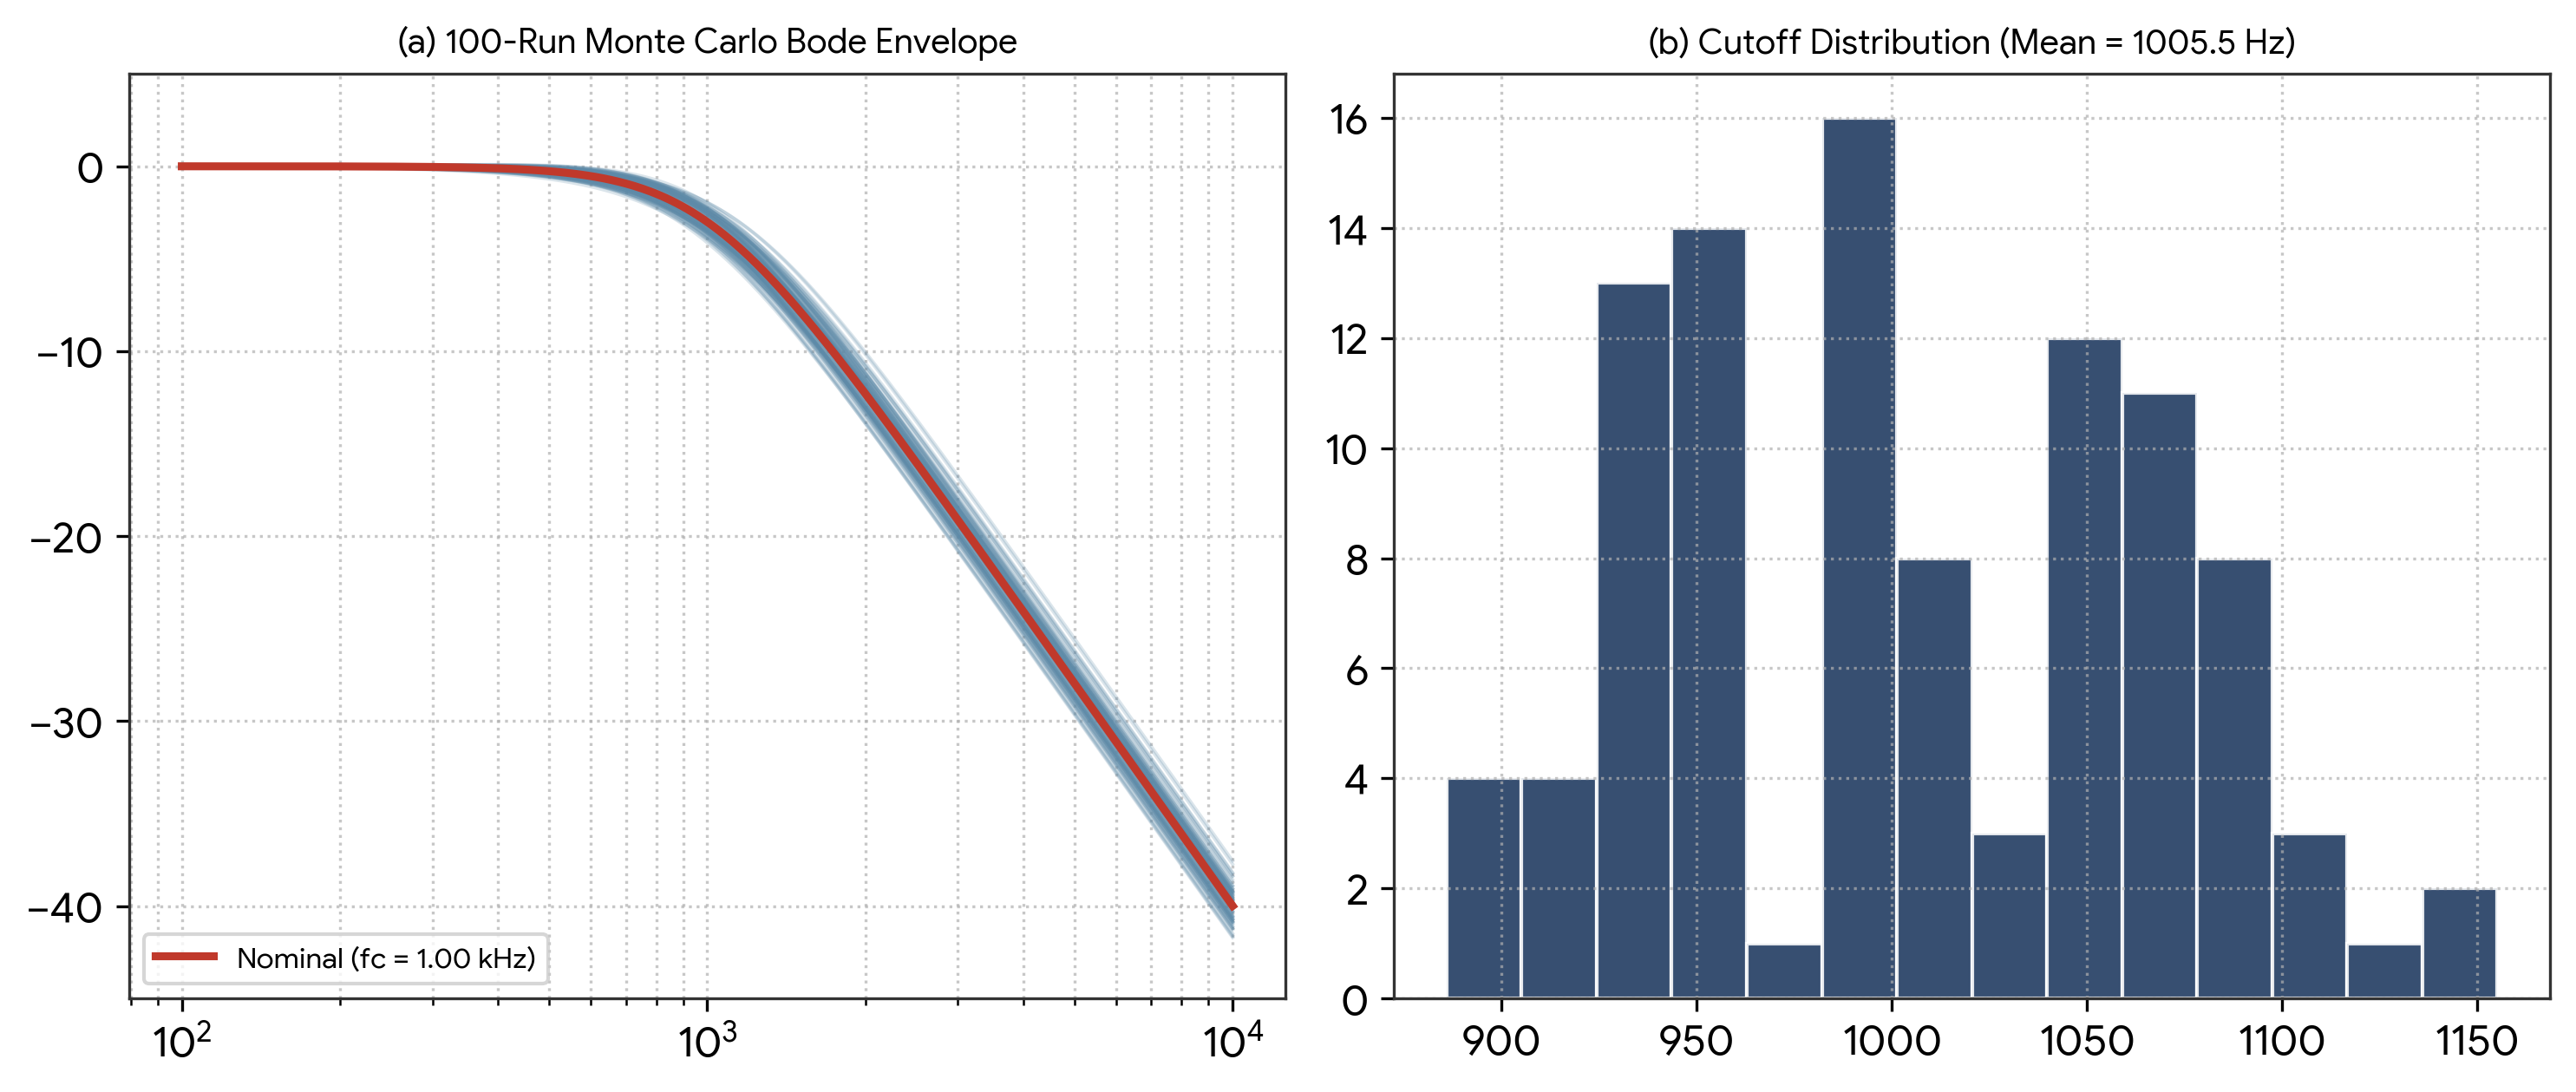 (a) 100-Run Monte Carlo Bode Envelope
0
−10
−20
−30
−40
Nominal (fc = 1.00 kHz)
10² 10³ 10⁴
(b) Cutoff Distribution (Mean = 1005.5 Hz)
16
14
12
10
8
6
4
2
0
900 950 1000 1050 1100 1150